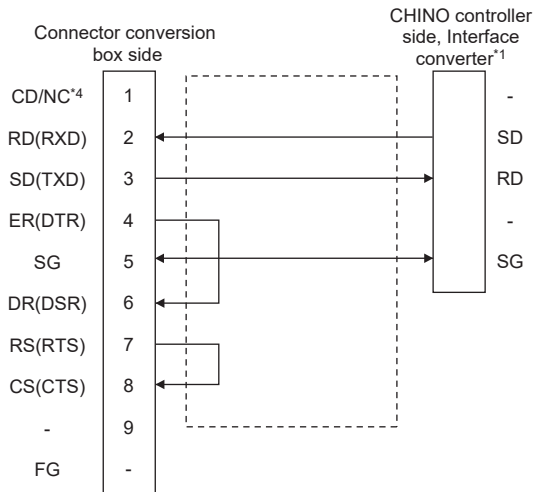 Connector conversion
box side
CHINO controller
side, Interface
converter*1
CD/NC*4 1 -
RD(RXD) 2 SD
SD(TXD) 3 RD
ER(DTR) 4 -
SG 5 SG
DR(DSR) 6
RS(RTS) 7
CS(CTS) 8
- 9
FG -